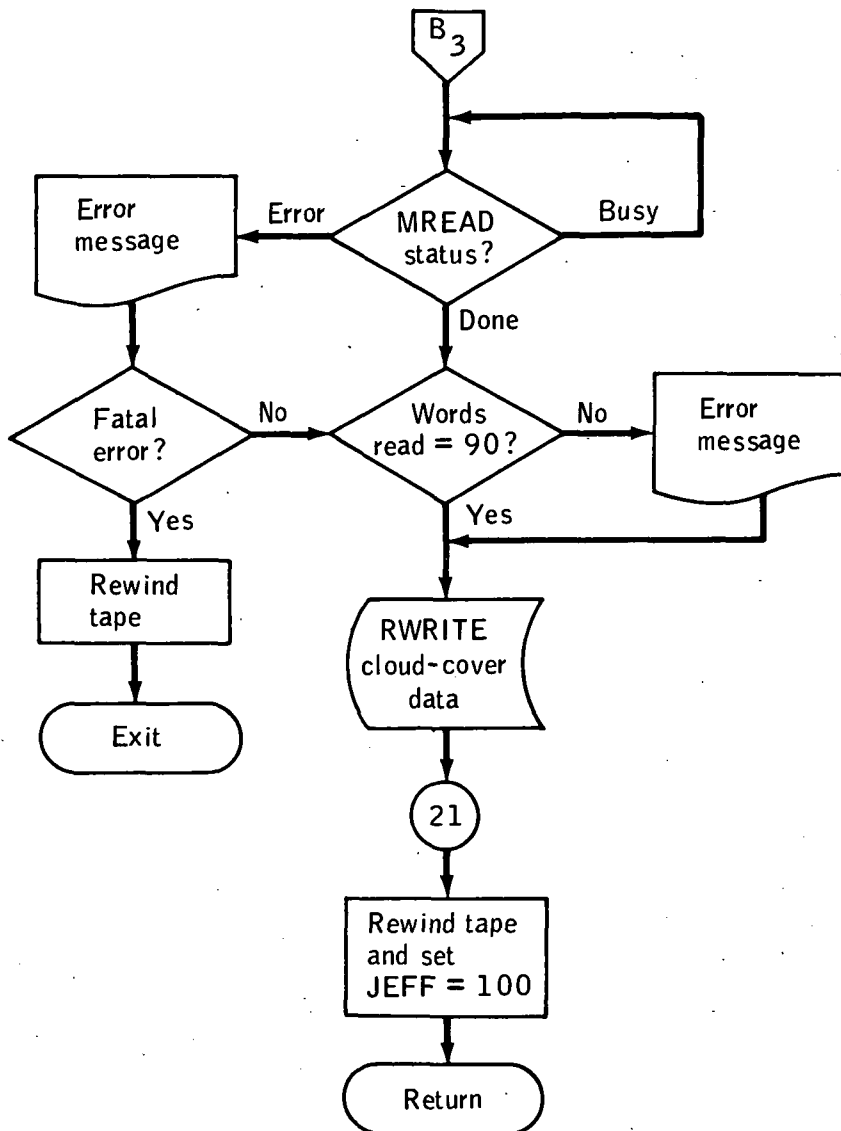 B3
Error
message
Error
MREAD
status?
Busy
Done
Fatal
error?
No
Words
read = 90?
No
Error
message
Yes
Yes
Rewind
tape
RWRITE
cloud-cover
data
Exit
21
Rewind tape
and set
JEFF = 100
Return